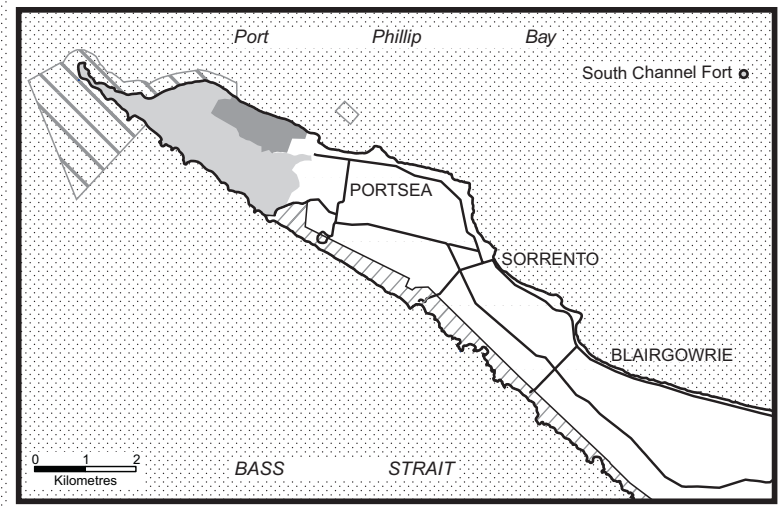 Port Phillip Bay
South Channel Fort
PORTSEA
SORRENTO
BLAIRGOWRIE
0 1 2
Kilometres
BASS STRAIT